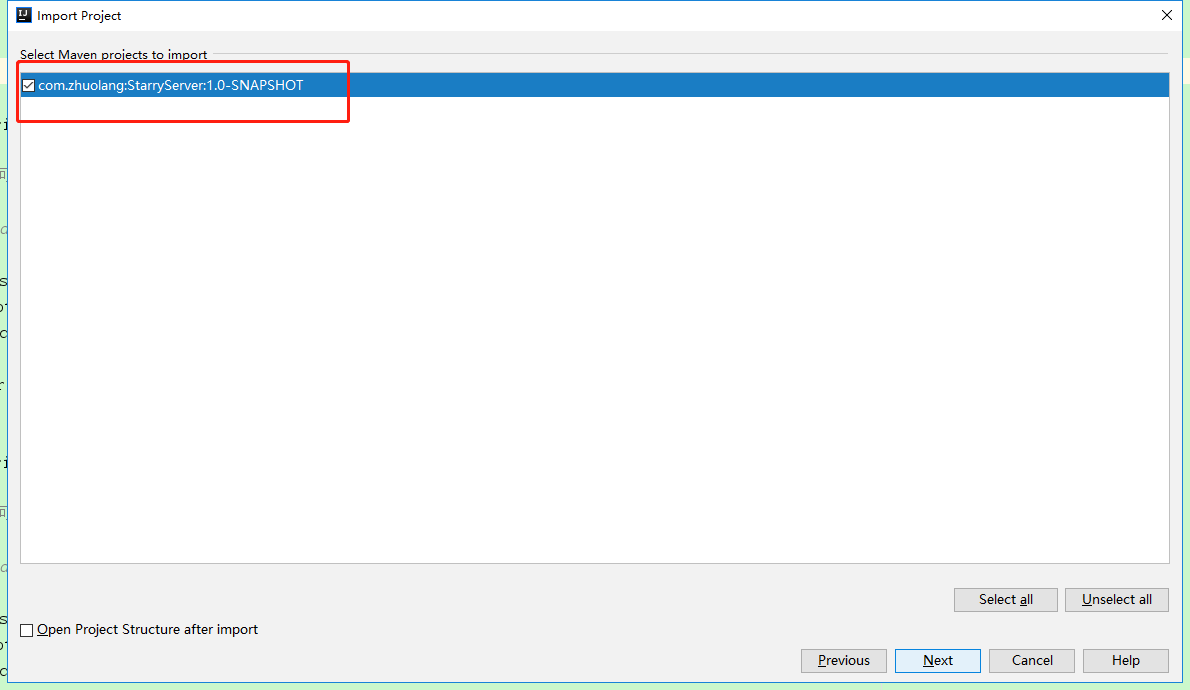 Import Project
Select Maven projects to import
com.zhuolang:StarryServer:1.0-SNAPSHOT
Select all
Unselect all
Open Project Structure after import
Previous
Next
Cancel
Help